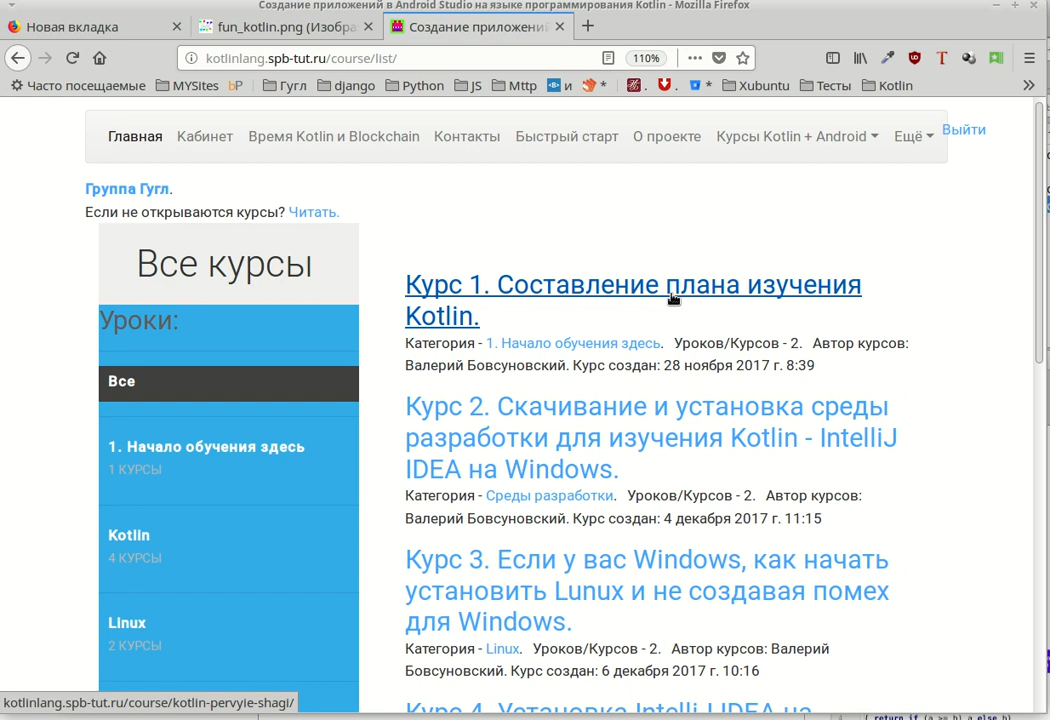 Создание приложений в Android Studio на языке программирования Kotlin - Mozilla Firefox
Новая вкладка
fun_kotlin.png (Изобра
Создание приложени
kotlinlang.spb-tut.ru/course/list/
110%
Часто посещаемые
MYSites
bP
Гугл
django
Python
JS
Mttp
и
Xubuntu
Тесты
Kotlin
Главная Кабинет Время Kotlin и Blockchain Контакты Быстрый старт О проекте Курсы Kotlin + Android Ещё Выйти
Группа Гугл.
Если не открываются курсы? Читать.
Все курсы
Уроки:
Все
1. Начало обучения здесь
1 КУРСЫ
Kotlin
4 КУРСЫ
Linux
2 КУРСЫ
Курс 1. Составление плана изучения
Kotlin.
Категория - 1. Начало обучения здесь. Уроков/Курсов - 2. Автор курсов:
Валерий Бовсуновский. Курс создан: 28 ноября 2017 г. 8:39
Курс 2. Скачивание и установка среды
разработки для изучения Kotlin - IntelliJ
IDEA на Windows.
Категория - Среды разработки. Уроков/Курсов - 2. Автор курсов:
Валерий Бовсуновский. Курс создан: 4 декабря 2017 г. 11:15
Курс 3. Если у вас Windows, как начать
установить Lunux и не создавая помех
для Windows.
Категория - Linux. Уроков/Курсов - 2. Автор курсов: Валерий
Бовсуновский. Курс создан: 6 декабря 2017 г. 10:16
Курс 4. Установка IntelliJ IDEA на
kotlinlang.spb-tut.ru/course/kotlin-pervyie-shagi/